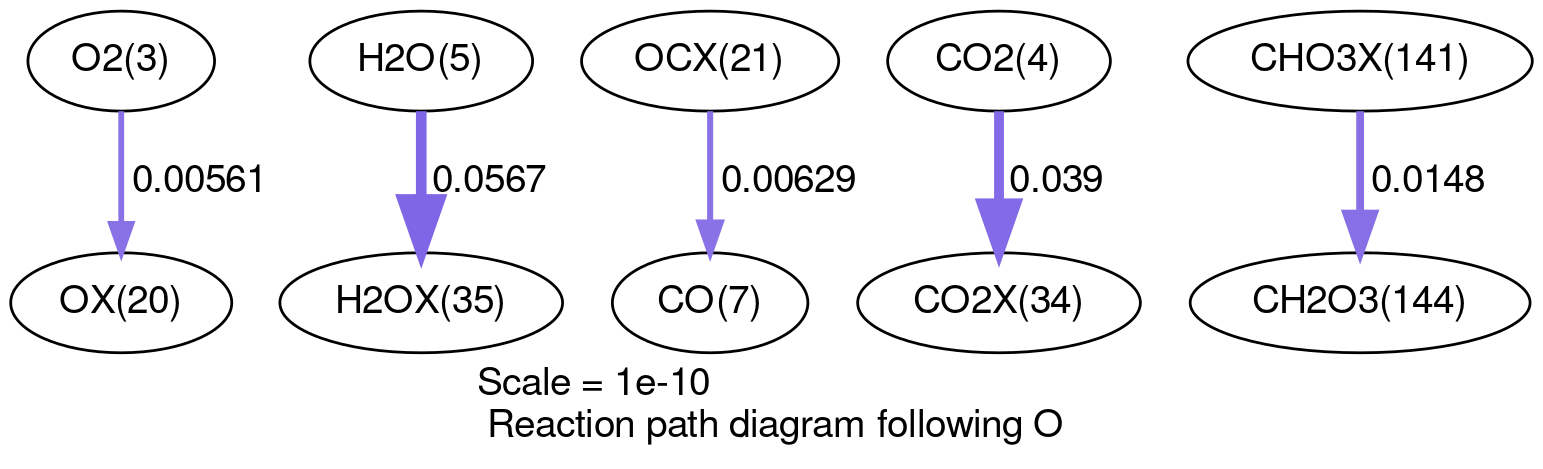 O2(3) H2O(5) OCX(21) CO2(4) CHO3X(141)
0.00561 0.0567 0.00629 0.039 0.0148
OX(20) H2OX(35) CO(7) CO2X(34) CH2O3(144)
Scale = 1e-10
Reaction path diagram following O